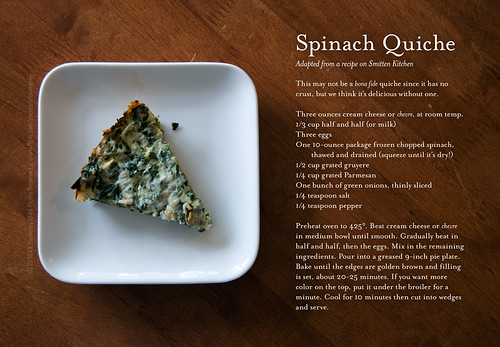 Spinach Quiche
Adapted from a recipe on Smitten Kitchen
This may not be a bona fide quiche since it has
no crust, but we think it's delicious without one.
Three ounces cream cheese or chevre, at room temp.
1/3 cup half and half (or milk)
Three eggs
One 10-ounce package frozen chopped spinach,
thawed and drained (squeeze until it's dry!)
1/2 cup grated gruyere
1/4 cup grated Parmesan
One bunch of green onions, thinly sliced
1/4 teaspoon salt
1/4 teaspoon pepper
Preheat oven to 425°. Beat cream cheese or chevre
in medium bowl until smooth. Gradually beat in
half and half, then the eggs. Mix in the remaining
ingredients. Pour into a greased 9-inch pie plate.
Bake until the edges are golden brown and filling
is set, about 20-25 minutes. If you want more
color on the top, put it under the broiler for a
minute. Cool for 10 minutes then cut into wedges
and serve.